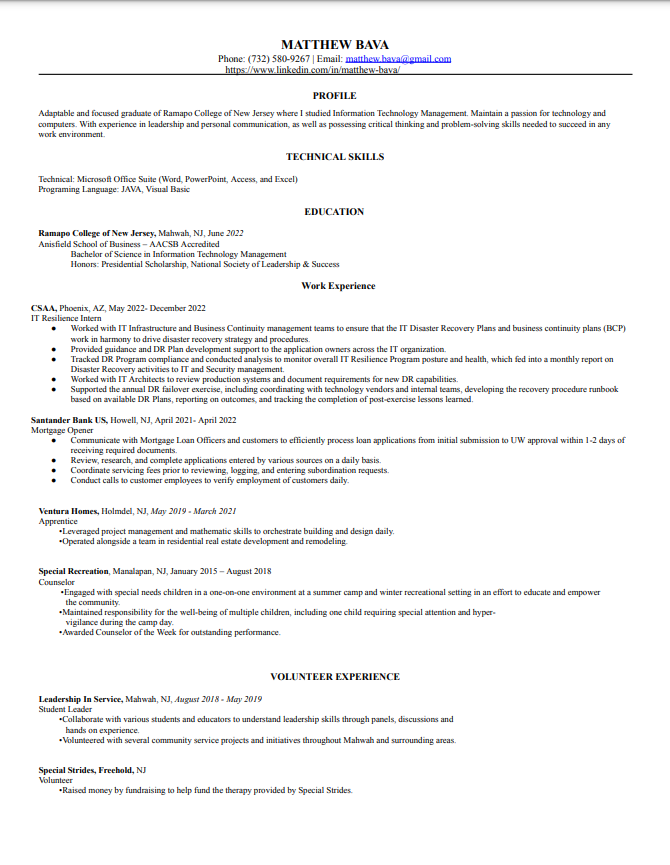 MATTHEW BAVA
Phone: (732) 580-9267 | Email: matthew.bava@gmail.com
https://www.linkedin.com/in/matthew-bava/
PROFILE
Adaptable and focused graduate of Ramapo College of New Jersey where I studied Information Technology Management. Maintain a passion for technology and
computers. With experience in leadership and personal communication, as well as possessing critical thinking and problem-solving skills needed to succeed in any
work environment.
TECHNICAL SKILLS
Technical: Microsoft Office Suite (Word, PowerPoint, Access, and Excel)
Programing Language: JAVA, Visual Basic
EDUCATION
Ramapo College of New Jersey, Mahwah, NJ, June 2022
Anisfield School of Business – AACSB Accredited
Bachelor of Science in Information Technology Management
Honors: Presidential Scholarship, National Society of Leadership & Success
Work Experience
CSAA, Phoenix, AZ, May 2022- December 2022
IT Resilience Intern
● Worked with IT Infrastructure and Business Continuity management teams to ensure that the IT Disaster Recovery Plans and business continuity plans (BCP)
work in harmony to drive disaster recovery strategy and procedures.
● Provided guidance and DR Plan development support to the application owners across the IT organization.
● Tracked DR Program compliance and conducted analysis to monitor overall IT Resilience Program posture and health, which fed into a monthly report on
Disaster Recovery activities to IT and Security management.
● Worked with IT Architects to review production systems and document requirements for new DR capabilities.
● Supported the annual DR failover exercise, including coordinating with technology vendors and internal teams, developing the recovery procedure runbook
based on available DR Plans, reporting on outcomes, and tracking the completion of post-exercise lessons learned.
Santander Bank US, Howell, NJ, April 2021- April 2022
Mortgage Opener
● Communicate with Mortgage Loan Officers and customers to efficiently process loan applications from initial submission to UW approval within 1-2 days of
receiving required documents.
● Review, research, and complete applications entered by various sources on a daily basis.
● Coordinate servicing fees prior to reviewing, logging, and entering subordination requests.
● Conduct calls to customer employees to verify employment of customers daily.
Ventura Homes, Holmdel, NJ, May 2019 - March 2021
Apprentice
•Leveraged project management and mathematic skills to orchestrate building and design daily.
•Operated alongside a team in residential real estate development and remodeling.
Special Recreation, Manalapan, NJ, January 2015 – August 2018
Counselor
•Engaged with special needs children in a one-on-one environment at a summer camp and winter recreational setting in an effort to educate and empower
the community.
•Maintained responsibility for the well-being of multiple children, including one child requiring special attention and hyper-
vigilance during the camp day.
•Awarded Counselor of the Week for outstanding performance.
VOLUNTEER EXPERIENCE
Leadership In Service, Mahwah, NJ, August 2018 - May 2019
Student Leader
•Collaborate with various students and educators to understand leadership skills through panels, discussions and
hands on experience.
•Volunteered with several community service projects and initiatives throughout Mahwah and surrounding areas.
Special Strides, Freehold, NJ
Volunteer
•Raised money by fundraising to help fund the therapy provided by Special Strides.